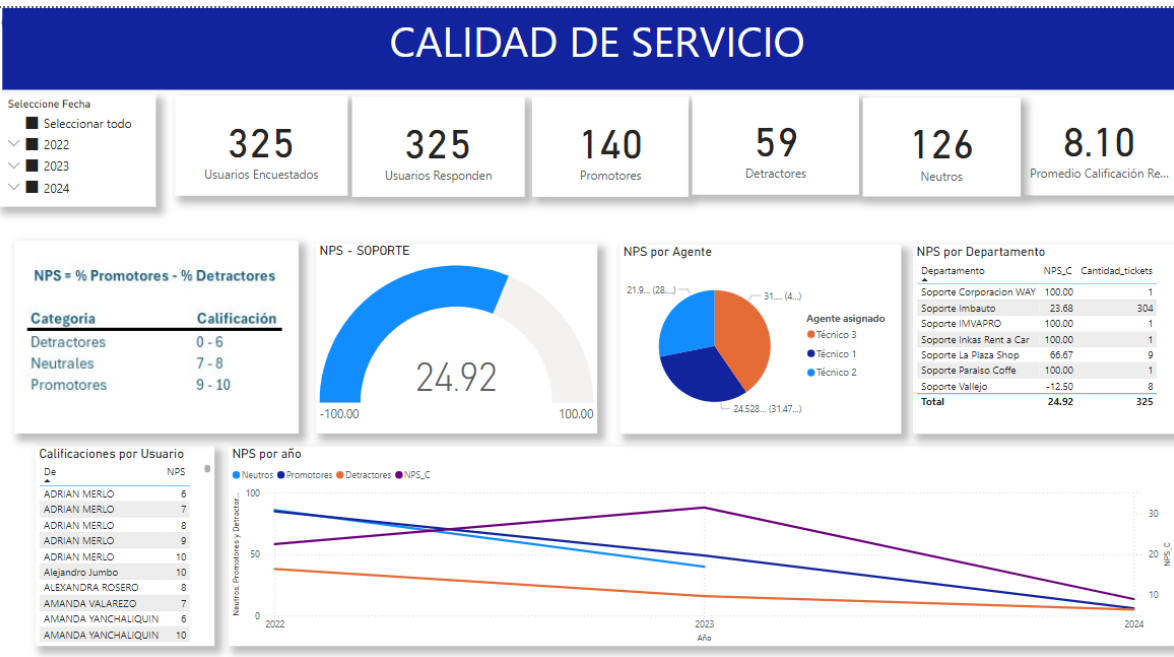 CALIDAD DE SERVICIO
Seleccione Fecha
Seleccionar todo
2022
2023
2024
325
Usuarios Encuestados
325
Usuarios Responden
140
Promotores
59
Detractores
126
Neutros
8.10
Promedio Calificación Re...
NPS = % Promotores - % Detractores
Categoria Calificación
Detractores 0 - 6
Neutrales 7 - 8
Promotores 9 - 10
NPS - SOPORTE
24.92
-100.00
100.00
NPS por Agente
21.9... (28....)
31.... (4...)
24.528... (31.47...)
Agente asignado
Técnico 3
Técnico 1
Técnico 2
NPS por Departamento
Departamento NPS_C Cantidad_tickets
Soporte Corporacion WAY 100.00 1
Soporte Imbauto 23.68 304
Soporte IMVAPRO 100.00 1
Soporte Inkas Rent a Car 100.00 1
Soporte La Plaza Shop 66.67 9
Soporte Paraiso Coffe 100.00 1
Soporte Vallejo -12.50 8
Total 24.92 325
Calificaciones por Usuario
De NPS
ADRIAN MERLO 6
ADRIAN MERLO 7
ADRIAN MERLO 8
ADRIAN MERLO 9
ADRIAN MERLO 10
Alejandro Jumbo 10
ALEXANDRA ROSERO 8
AMANDA VALAREZO 7
AMANDA YANCHALIQUIN 6
AMANDA YANCHALIQUIN 10
NPS por año
Neutros Promotores Detractores NPS_C
Neutros, Promotores y Detractor...
100
50
0
30
20
10
NPS_C
2022
2023
2024
Año